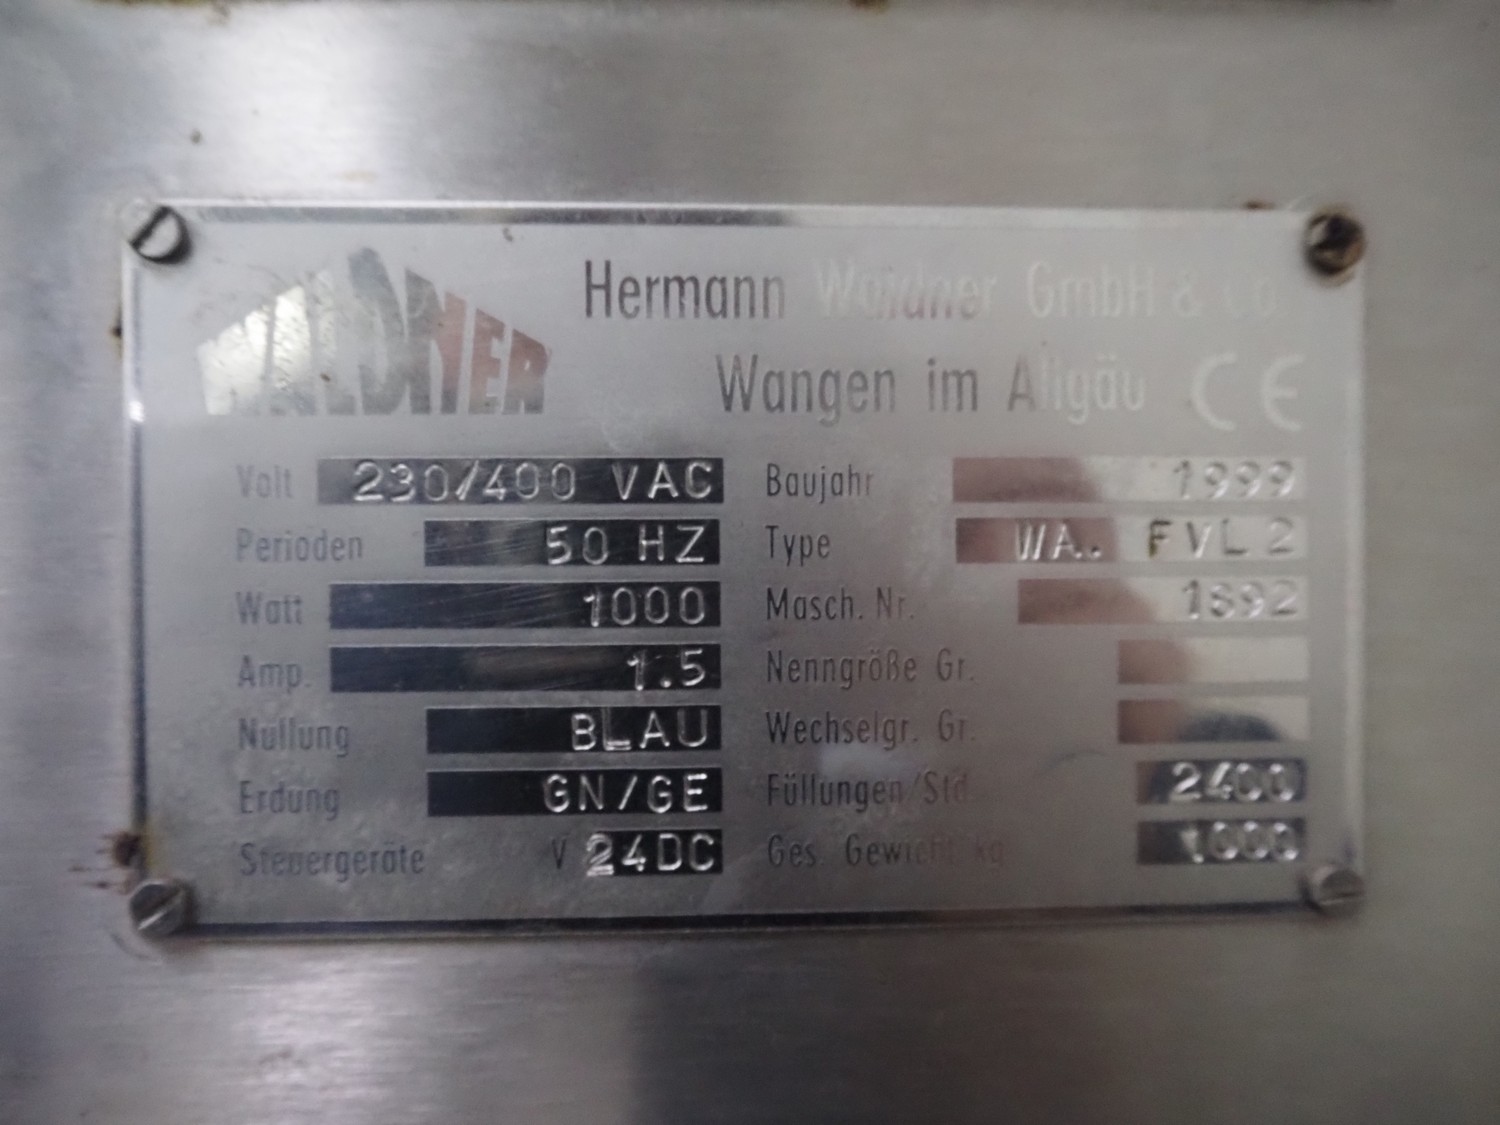 WALDNER
Hermann Waldner GmbH & Co.
Wangen im Allgäu CE
Volt 230/400 VAC
Perioden 50 HZ
Watt 1000
Amp. 1.5
Nullung BLAU
Erdung GN/GE
Steuergeräte V 24DC
Baujahr 1999
Type WA. FVL 2
Masch. Nr. 1892
Nenngröße Gr.
Wechselgr. Gr.
Füllungen/Std. 2400
Ges. Gewicht kg 1000